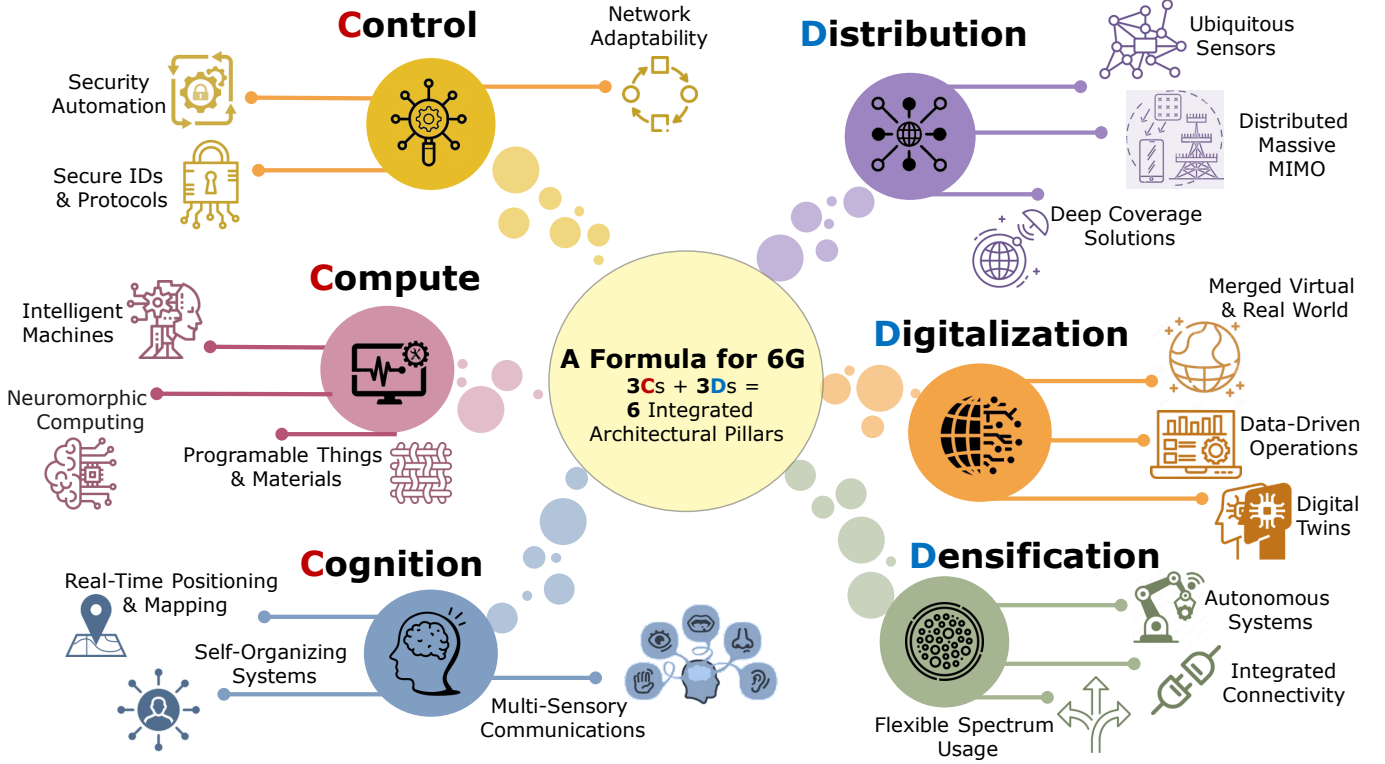 Control
Security
Automation
Secure IDs
& Protocols
Network
Adaptability
Distribution
Ubiquitous
Sensors
Distributed
Massive
MIMO
Deep Coverage
Solutions
Compute
Intelligent
Machines
Neuromorphic
Computing
Programable Things
& Materials
A Formula for 6G
3Cs + 3Ds =
6 Integrated
Architectural Pillars
Digitalization
Merged Virtual
& Real World
Data-Driven
Operations
Digital
Twins
Cognition
Real-Time Positioning
& Mapping
Self-Organizing
Systems
Multi-Sensory
Communications
Densification
Autonomous
Systems
Integrated
Connectivity
Flexible Spectrum
Usage